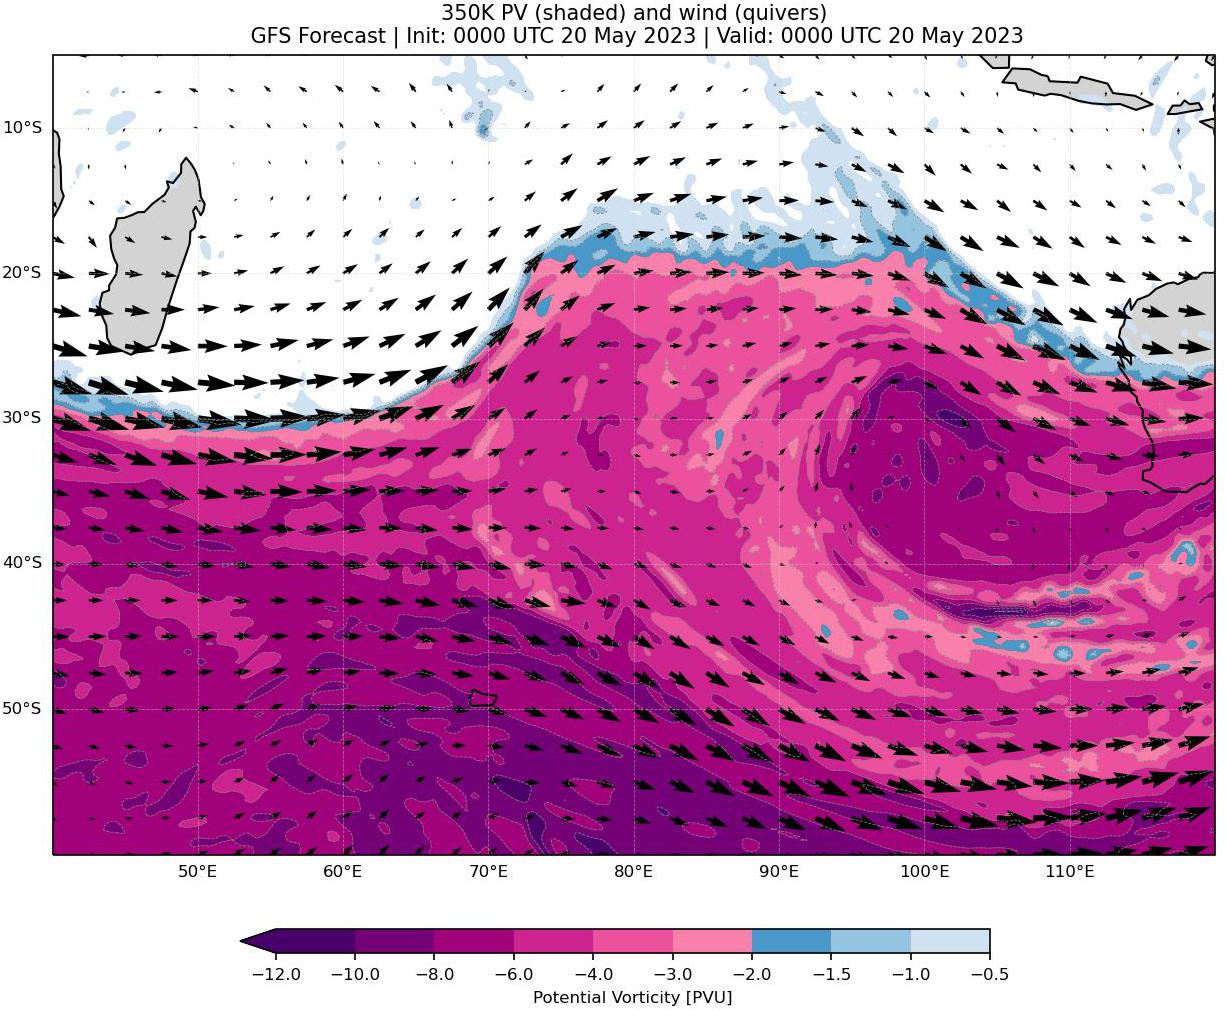 350K PV (shaded) and wind (quivers)
GFS Forecast | Init: 0000 UTC 20 May 2023 | Valid: 0000 UTC 20 May 2023
10°S
20°S
30°S
40°S
50°S
50°E 60°E 70°E 80°E 90°E 100°E 110°E
−12.0 −10.0 −8.0 −6.0 −4.0 −3.0 −2.0 −1.5 −1.0 −0.5
Potential Vorticity [PVU]